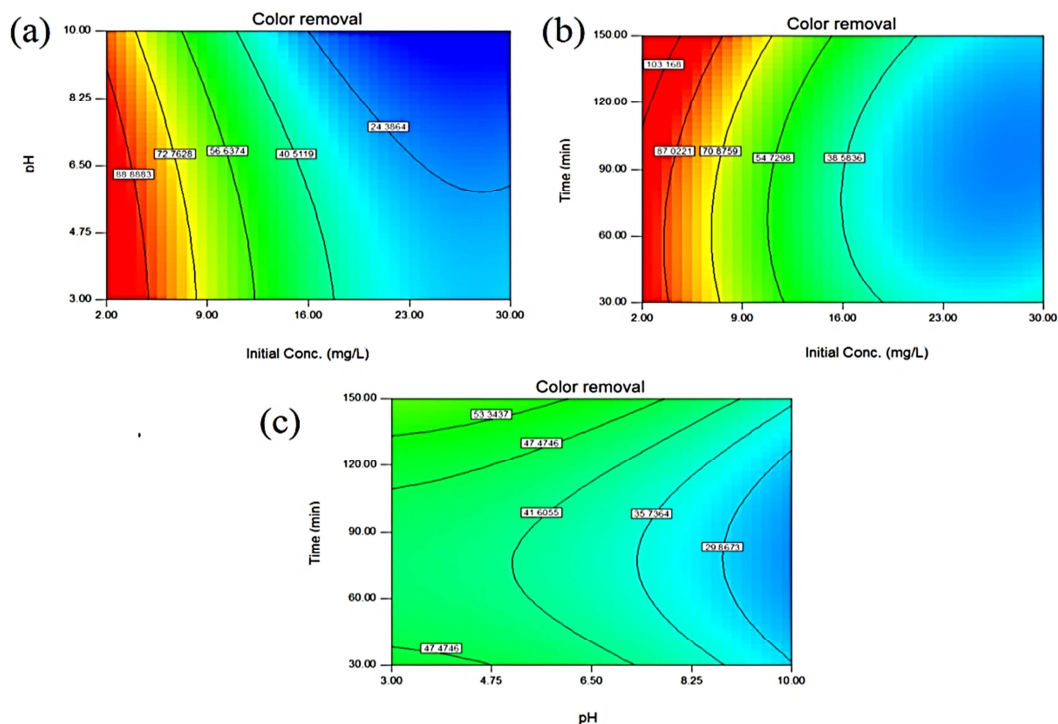 (a)
Color removal
10.00
8.25
6.50
4.75
3.00
pH
88.8883
72.7628
56.6374
40.5119
24.3864
2.00 9.00 16.00 23.00 30.00
Initial Conc. (mg/L)
(b)
Color removal
150.00
120.00
90.00
60.00
30.00
Time (min)
103.168
87.0221
70.8759
54.7298
38.5836
2.00 9.00 16.00 23.00 30.00
Initial Conc. (mg/L)
(c)
Color removal
150.00
120.00
90.00
60.00
30.00
Time (min)
53.3437
47.4746
41.6055
35.7364
29.8673
47.4746
3.00 4.75 6.50 8.25 10.00
pH